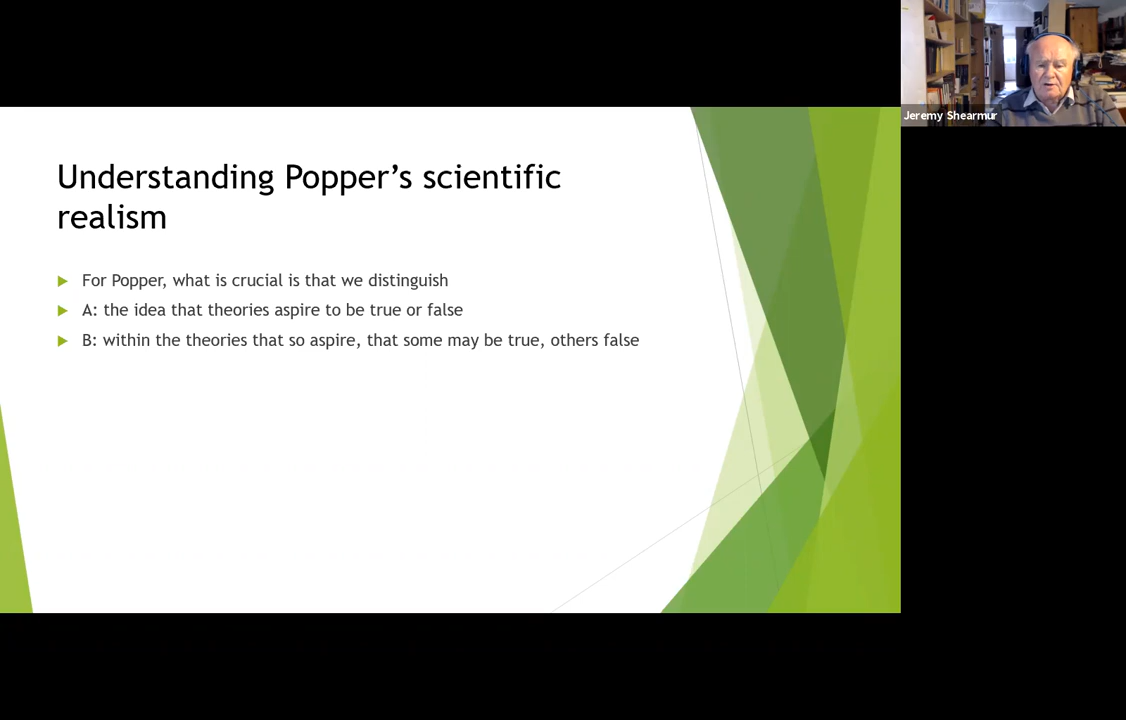 Understanding Popper's scientific
realism
For Popper, what is crucial is that we distinguish
A: the idea that theories aspire to be true or false
B: within the theories that so aspire, that some may be true, others false
Jeremy Shearmur